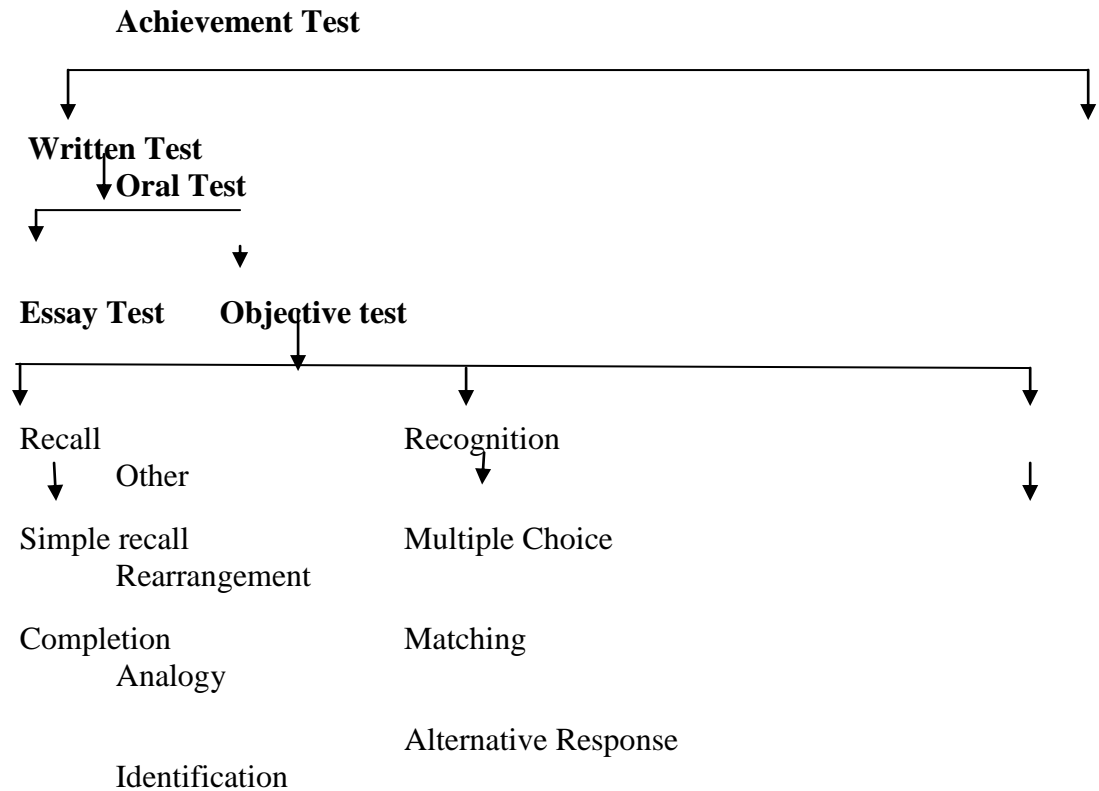 Achievement Test
Written Test
Oral Test
Essay Test Objective test
Recall Recognition
Other
Simple recall Multiple Choice
Rearrangement
Completion Matching
Analogy
Alternative Response
Identification